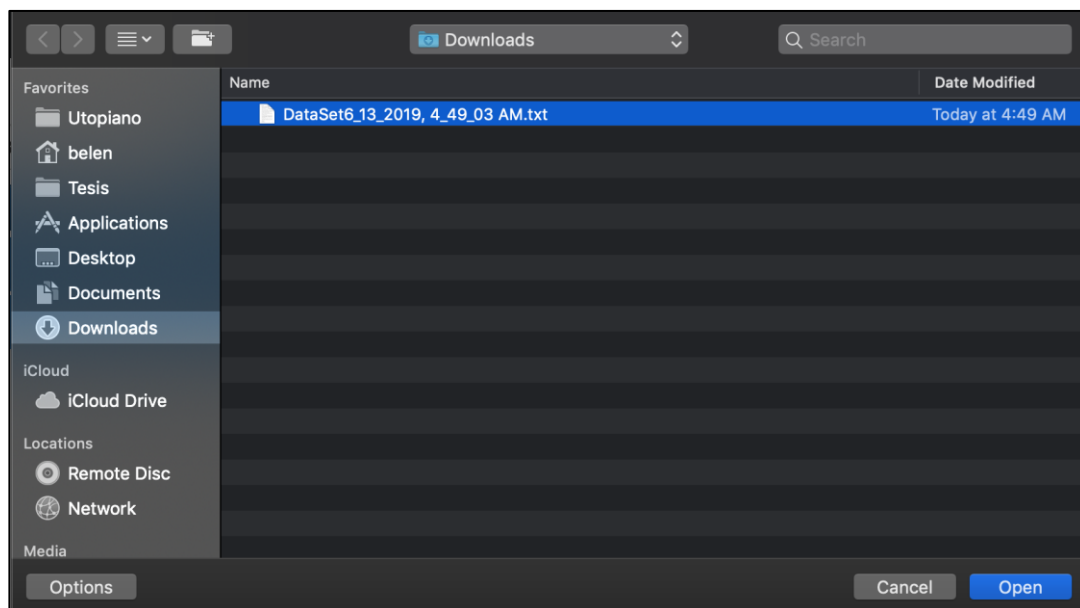 Downloads
Search
Favorites
Name
Date Modified
Utopiano
DataSet6_13_2019, 4_49_03 AM.txt
Today at 4:49 AM
belen
Tesis
Applications
Desktop
Documents
Downloads
iCloud
iCloud Drive
Locations
Remote Disc
Network
Media
Options
Cancel
Open